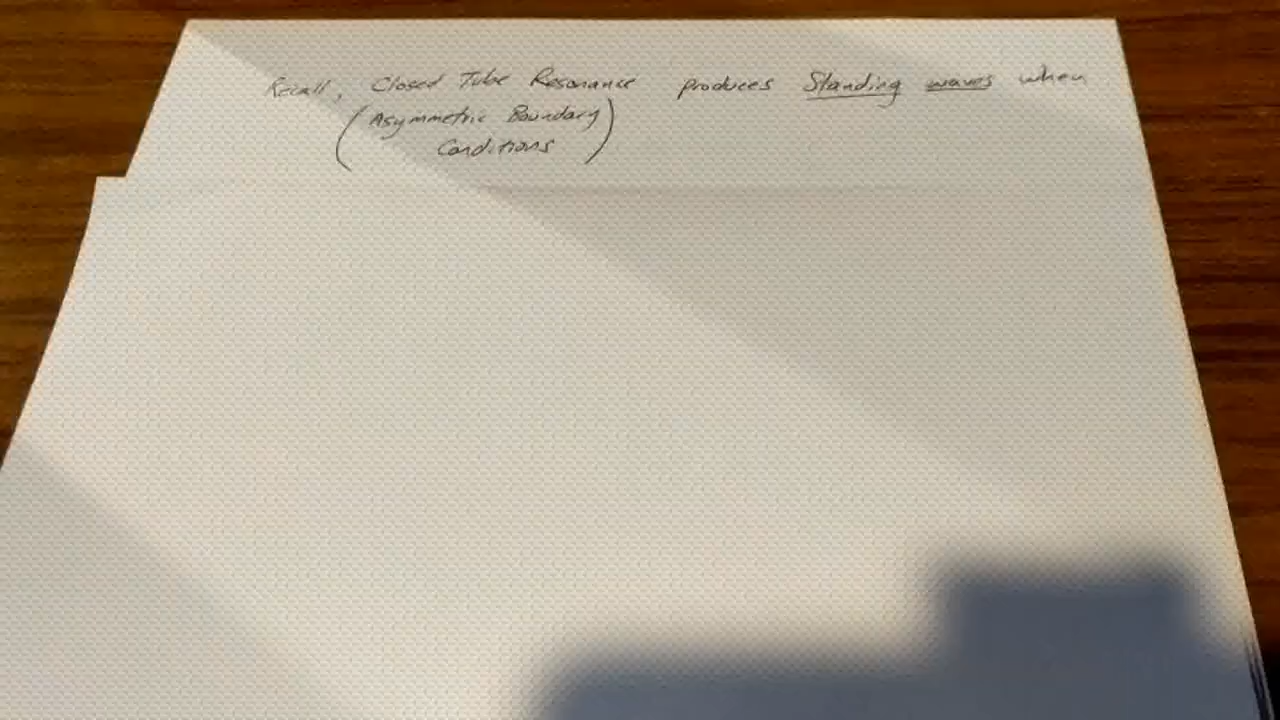 Recall, Closed Tube Resonance produces Standing waves when
(Asymmetric Boundary
Conditions)